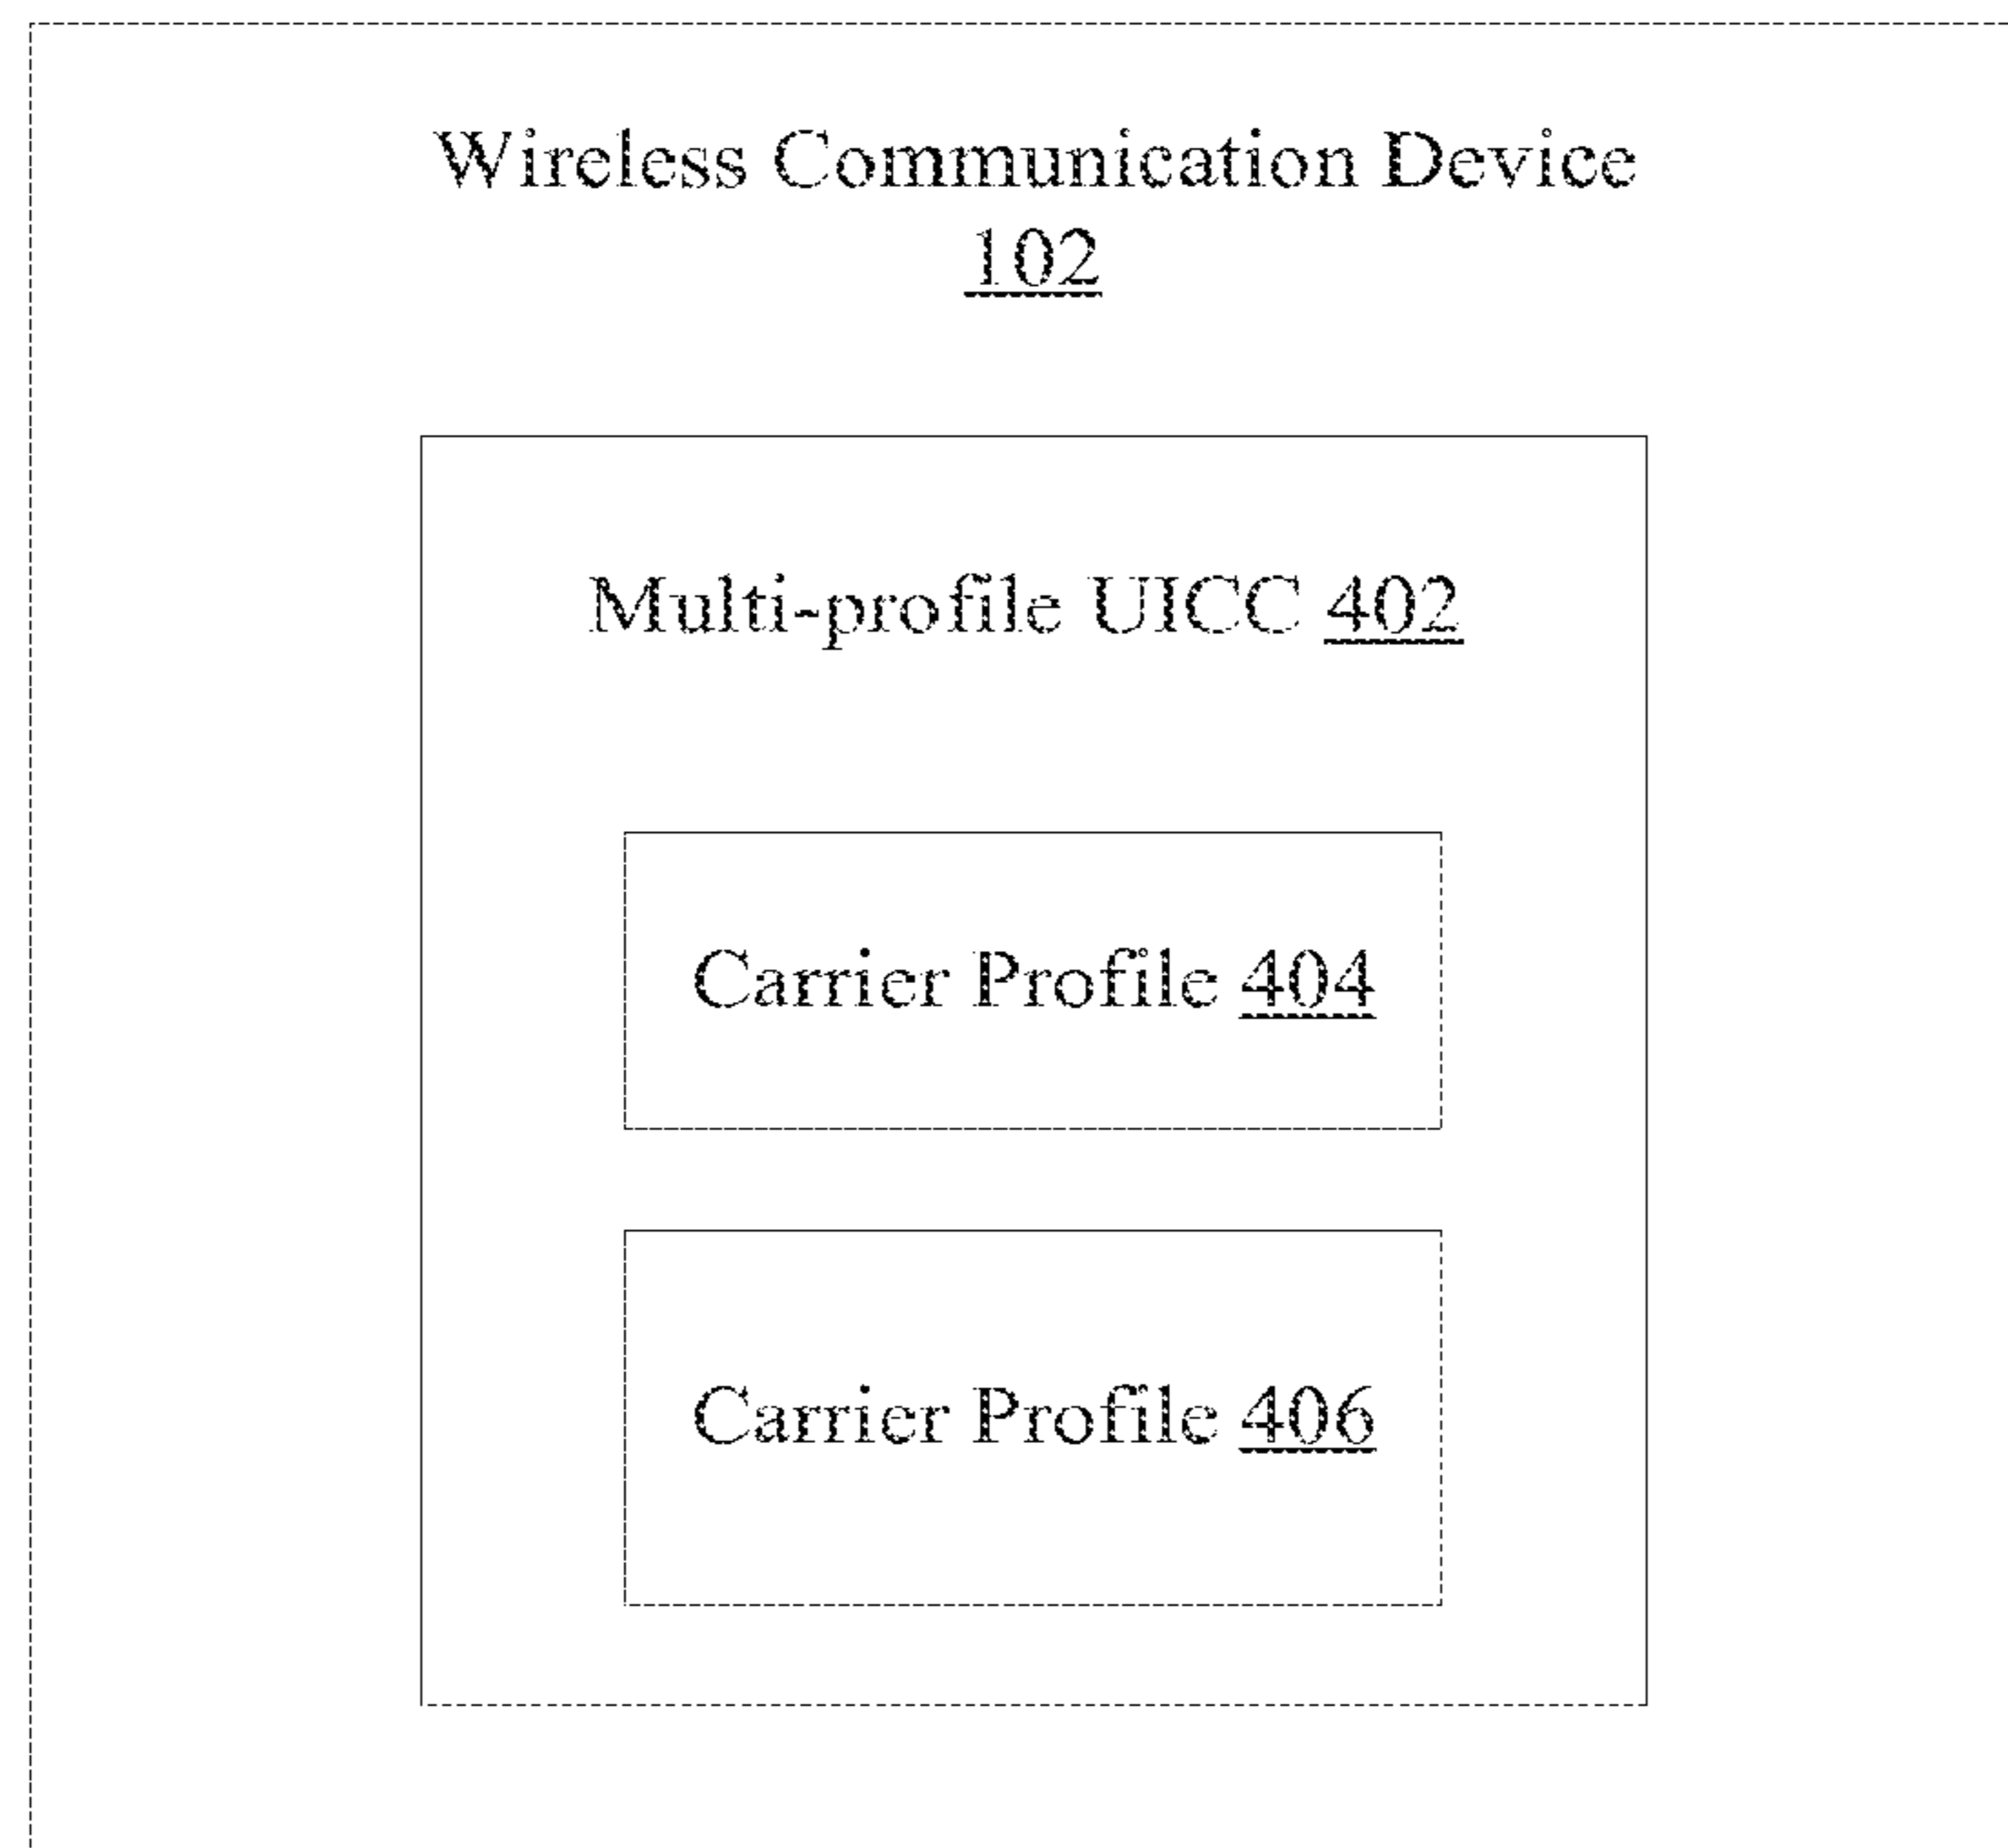 Wireless Communication Device
102
Multi-profile UICC 402
Carrier Profile 404
Carrier Profile 406